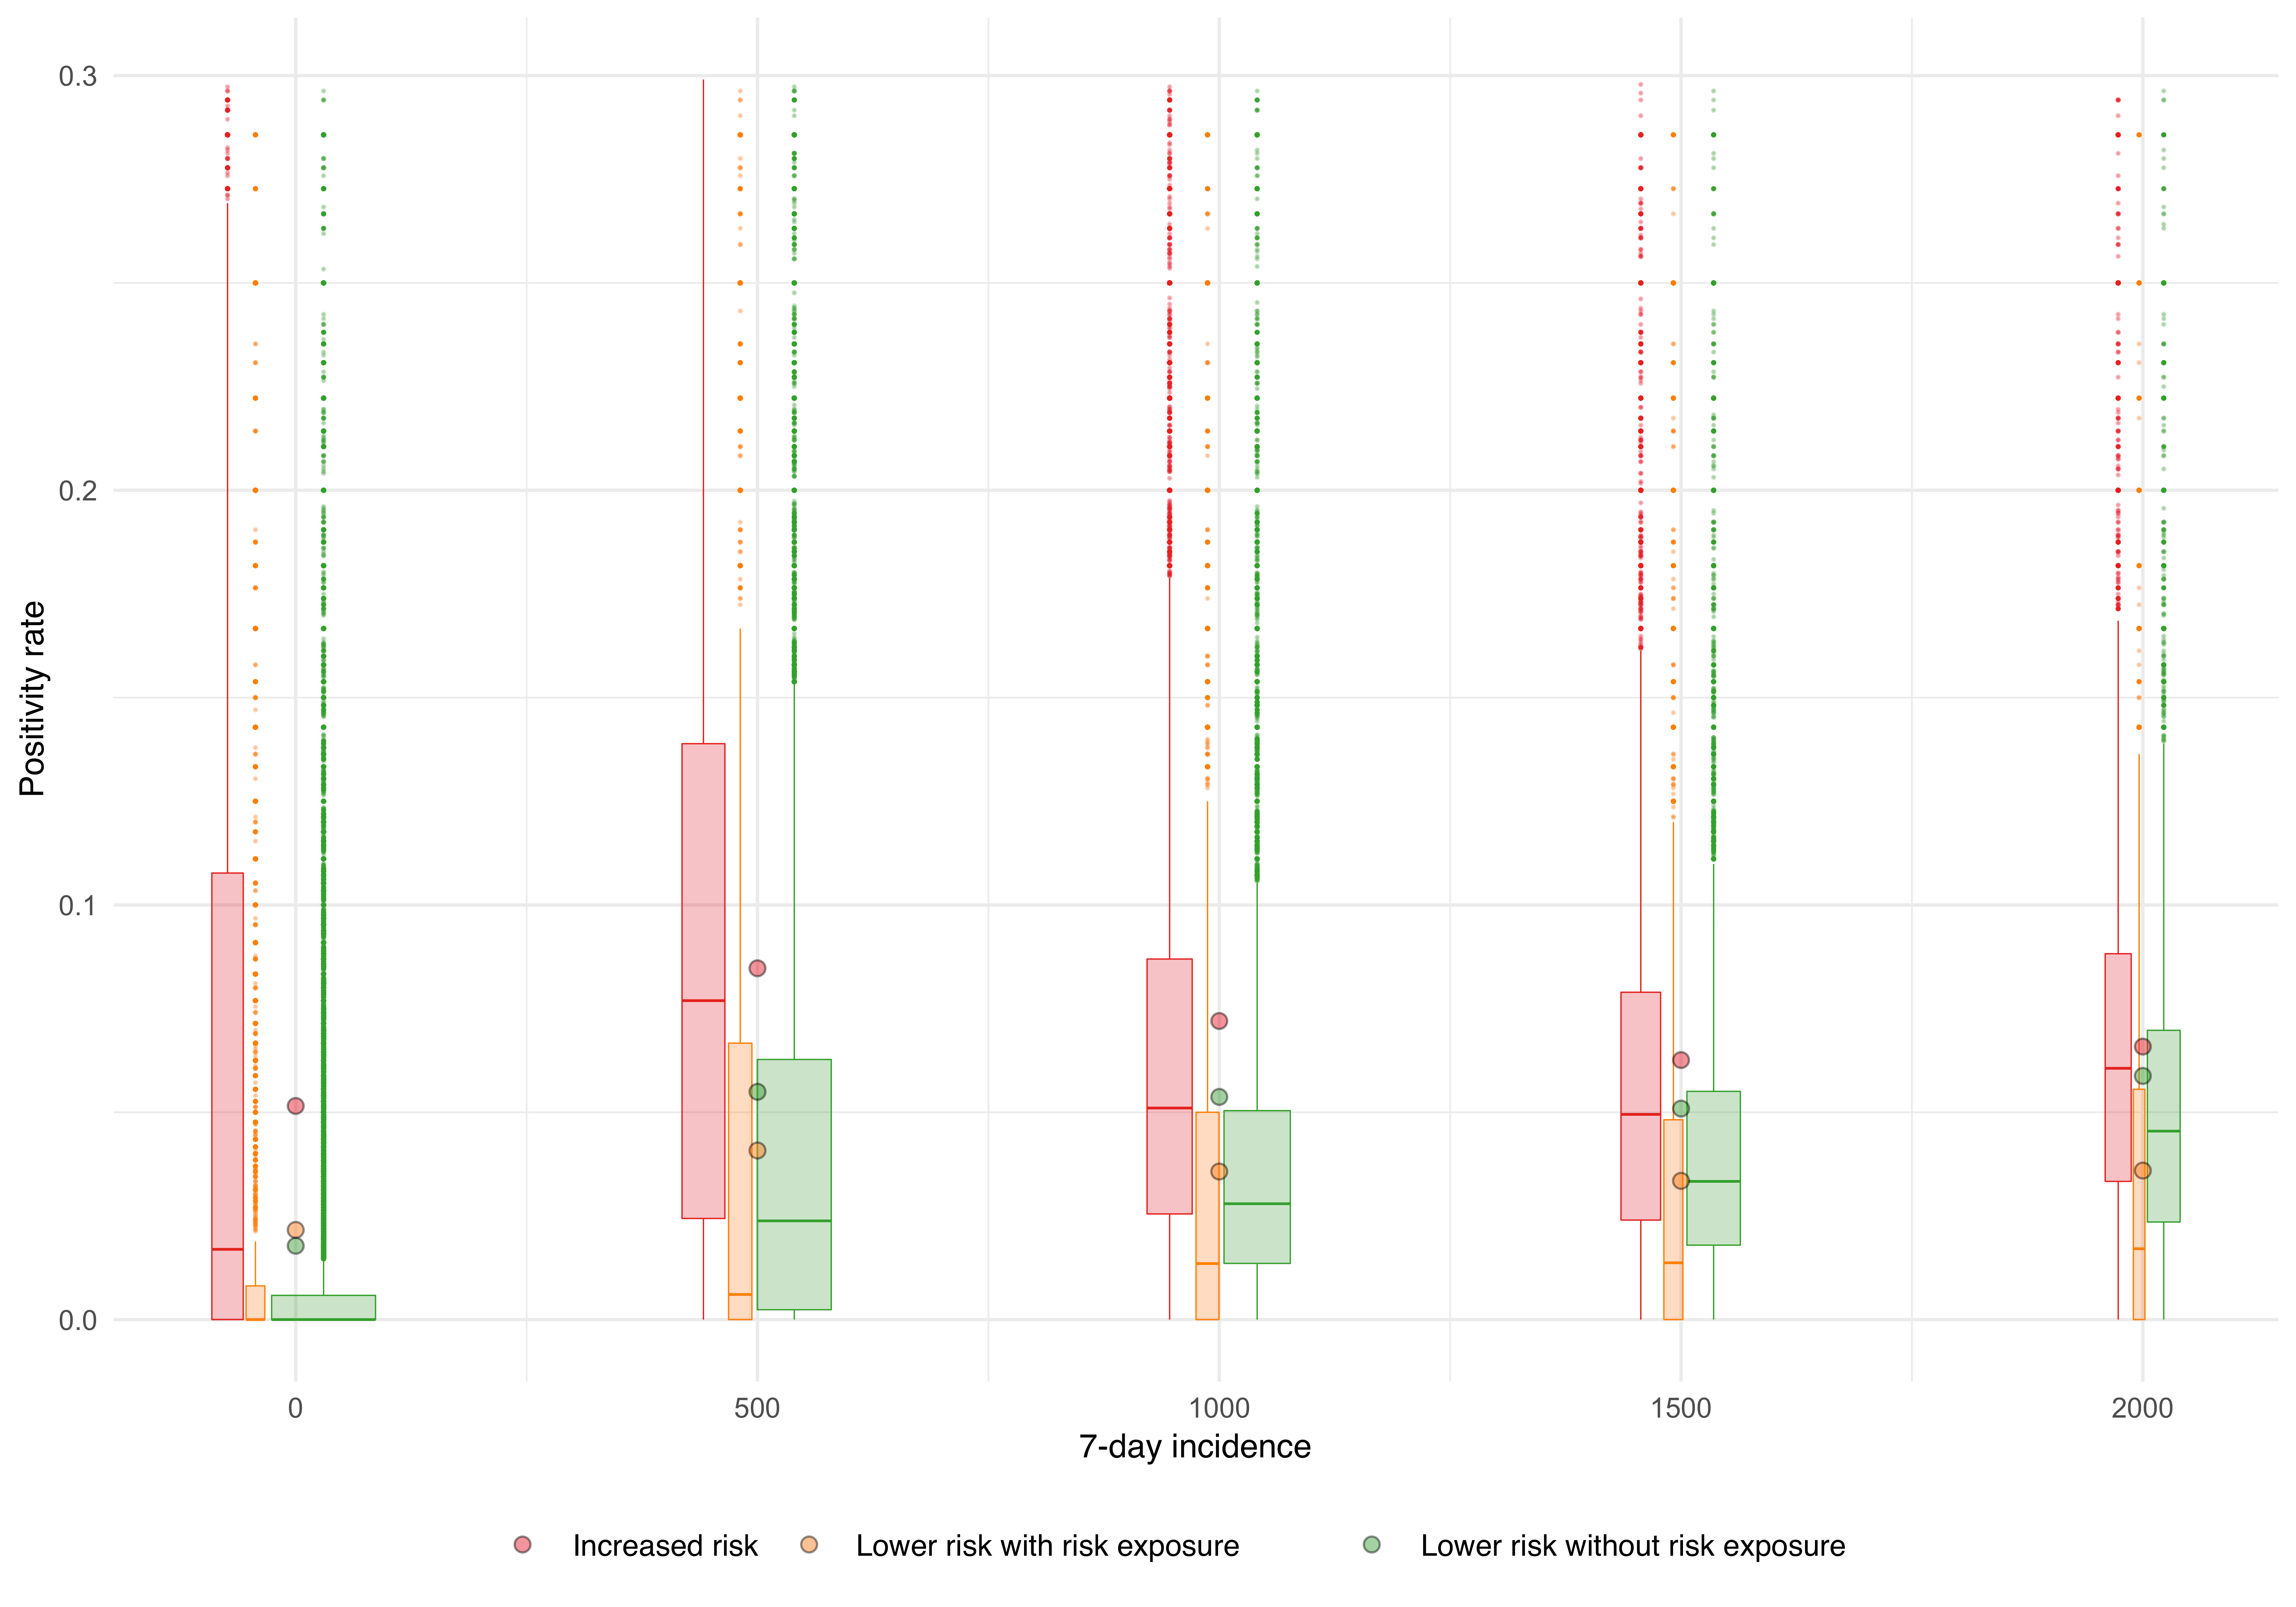 0.3
0.2
0.1
0.0
Positivity rate
0 500 1000 1500 2000
7-day incidence
Increased risk Lower risk with risk exposure Lower risk without risk exposure